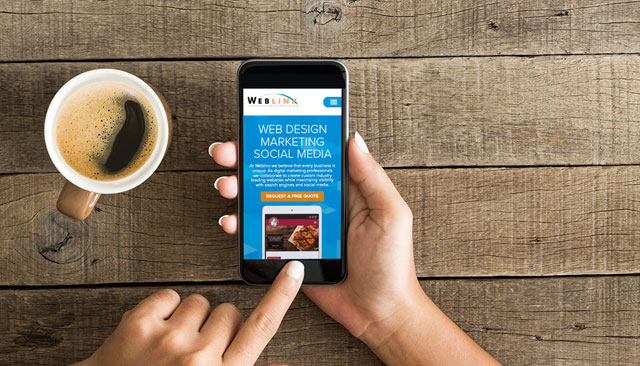 WEBLINX
WEB DESIGN
MARKETING
SOCIAL MEDIA
At Weblinx we believe that every business is
unique. As digital marketing professionals,
we collaborate to create custom industry
leading websites while maximizing visibility
with search engines and social media.
REQUEST A FREE QUOTE